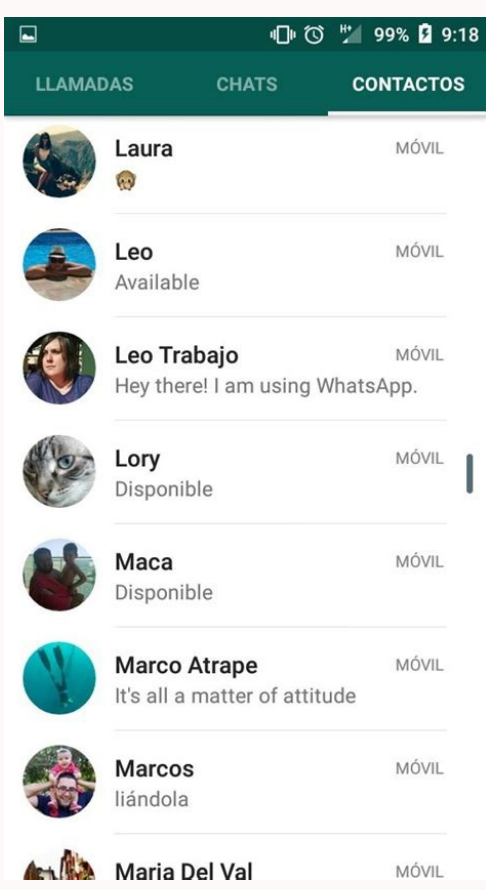 H+ 99% 9:18
LLAMADAS CHATS CONTACTOS
Laura MÓVIL
🙊
Leo MÓVIL
Available
Leo Trabajo MÓVIL
Hey there! I am using WhatsApp.
Lory MÓVIL
Disponible
Maca MÓVIL
Disponible
Marco Atrape MÓVIL
It's all a matter of attitude
Marcos MÓVIL
liándola
Maria Del Val MÓVIL